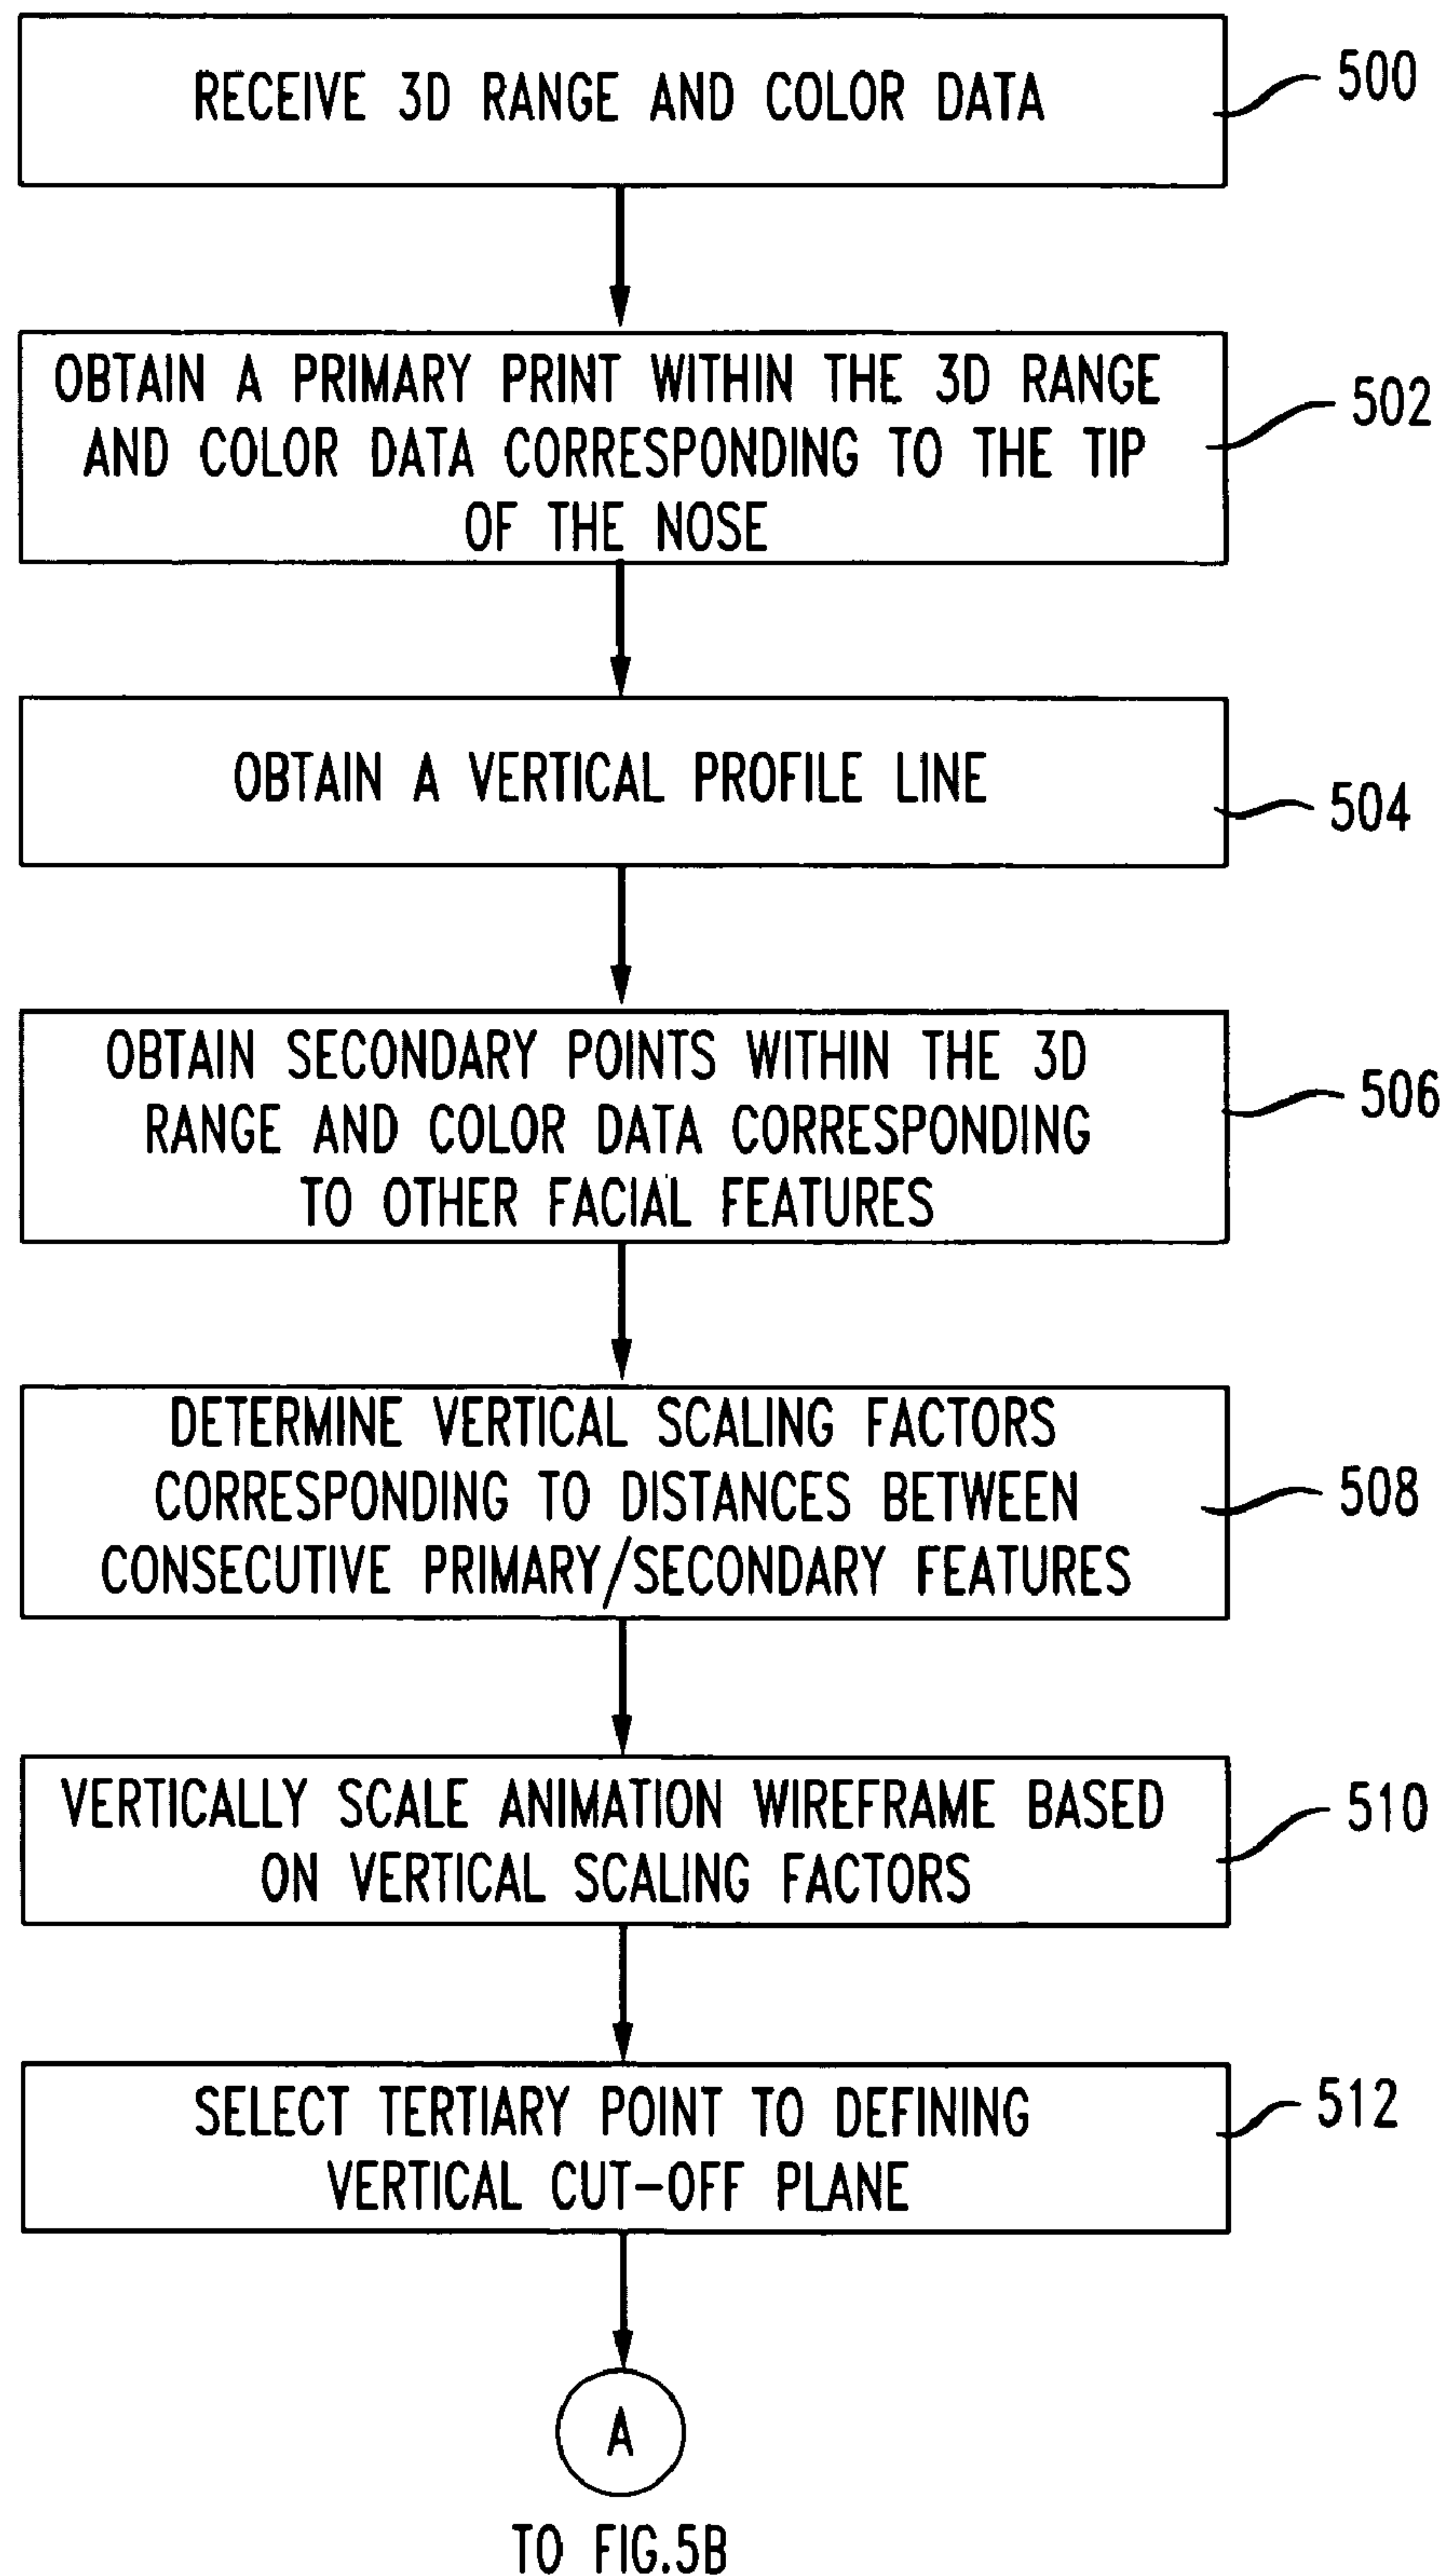 RECEIVE 3D RANGE AND COLOR DATA
500
OBTAIN A PRIMARY PRINT WITHIN THE 3D RANGE
AND COLOR DATA CORRESPONDING TO THE TIP
OF THE NOSE
502
OBTAIN A VERTICAL PROFILE LINE
504
OBTAIN SECONDARY POINTS WITHIN THE 3D
RANGE AND COLOR DATA CORRESPONDING
TO OTHER FACIAL FEATURES
506
DETERMINE VERTICAL SCALING FACTORS
CORRESPONDING TO DISTANCES BETWEEN
CONSECUTIVE PRIMARY/SECONDARY FEATURES
508
VERTICALLY SCALE ANIMATION WIREFRAME BASED
ON VERTICAL SCALING FACTORS
510
SELECT TERTIARY POINT TO DEFINING
VERTICAL CUT-OFF PLANE
512
A
TO FIG.5B